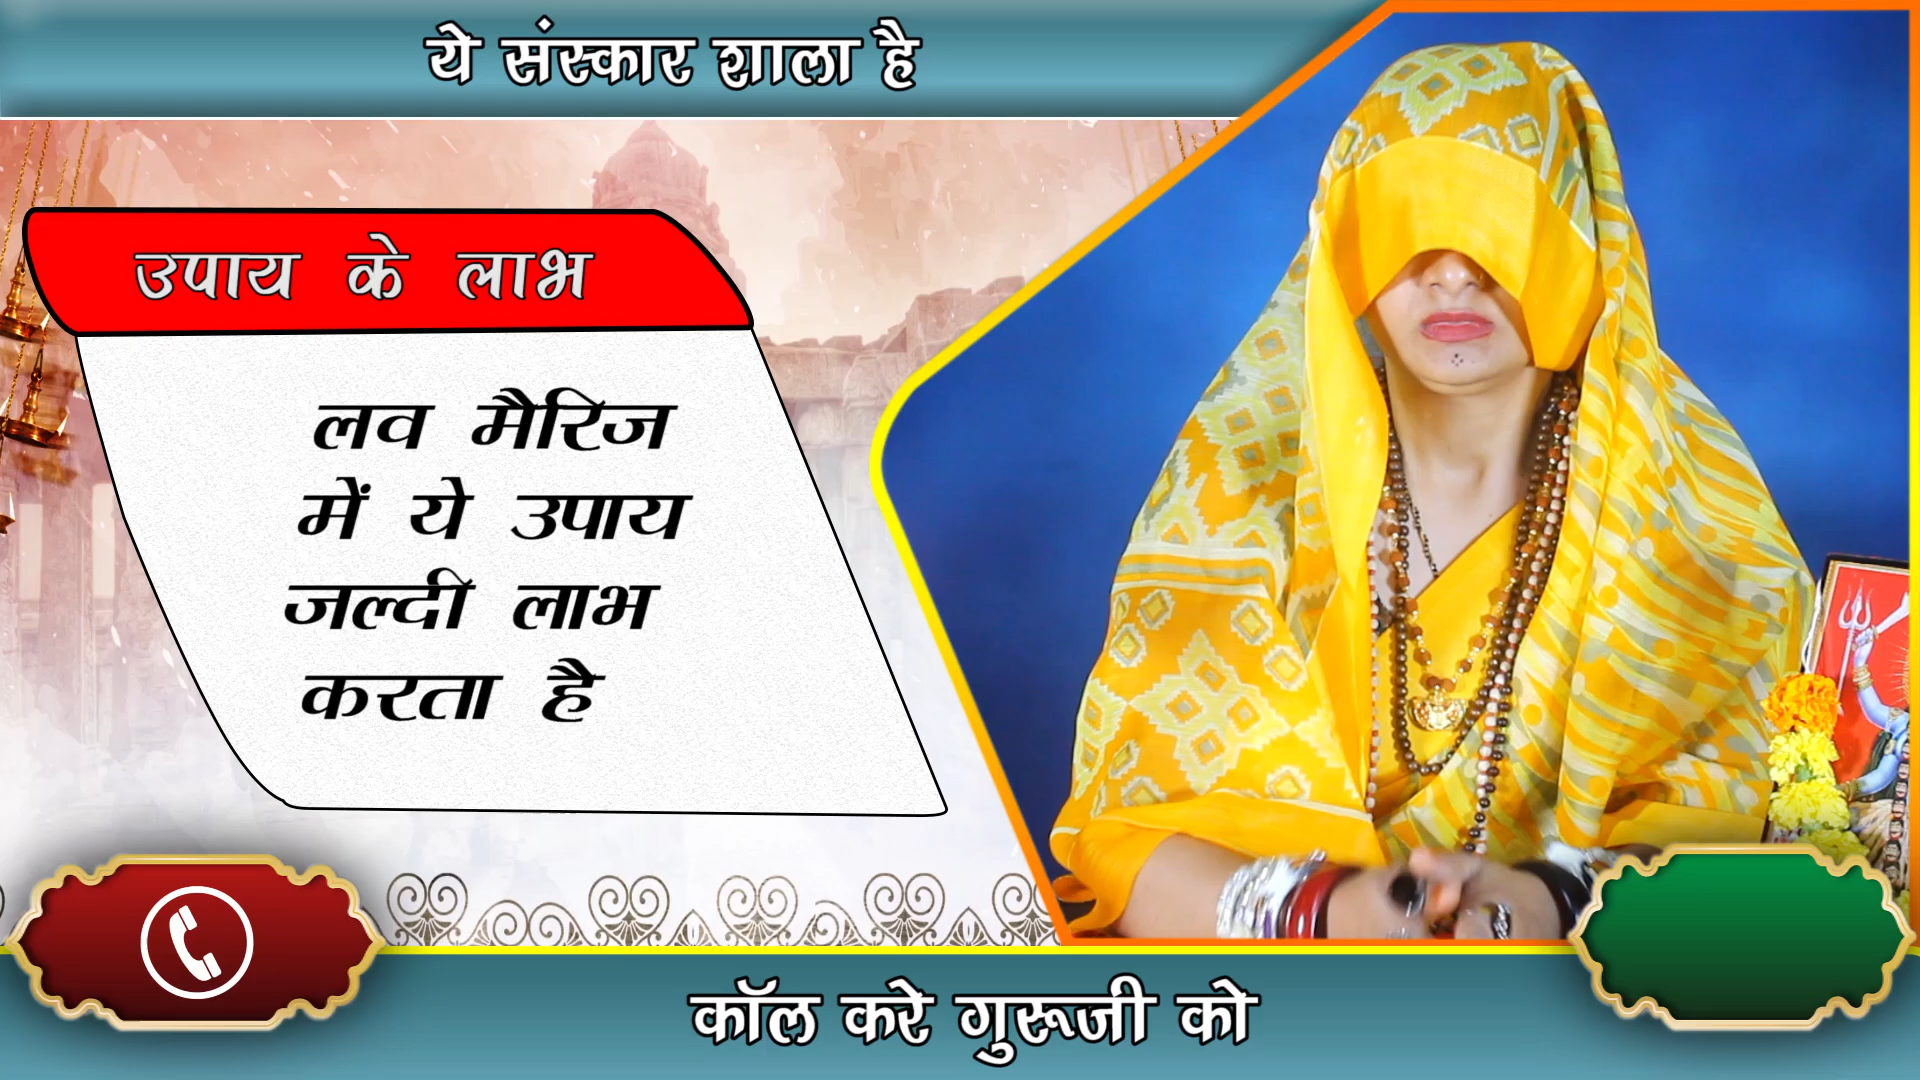 ये संस्कार शाला है
उपाय के लाभ
लव मैरिज
में ये उपाय
जल्दी लाभ
करता है
कॉल करे गुरूजी को